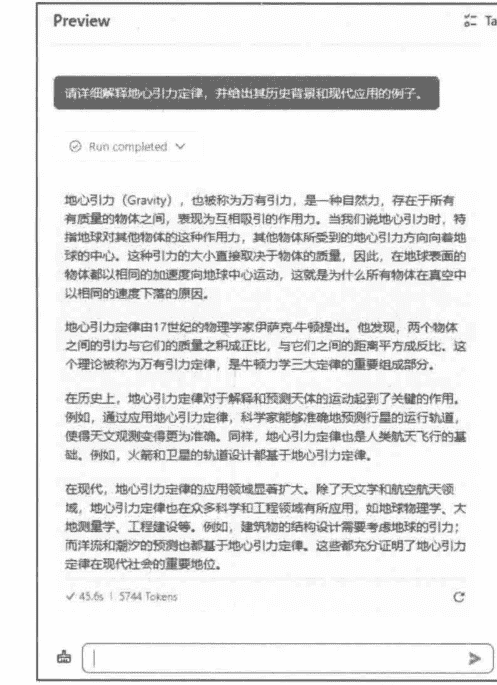 Preview
Ta
请详细解释地心引力定律，并给出其历史背景和现代应用的例子。
Run completed
地心引力（Gravity），也被称为万有引力，是一种自然力，存在于所有
有质量的物体之间，表现为互相吸引的作用力。当我们说地心引力时，特
指地球对其他物体的这种作用力，其他物体所受到的地心引力方向向着地
球的中心。这种引力的大小直接取决于物体的质量，因此，在地球表面的
物体都以相同的加速度向地球中心运动，这就是为什么所有物体在真空中
以相同的速度下落的原因。
地心引力定律由17世纪的物理学家伊萨克·牛顿提出。他发现，两个物体
之间的引力与它们的质量之积成正比，与它们之间的距离平方成反比。这
个理论被称为万有引力定律，是牛顿力学三大定律的重要组成部分。
在历史上，地心引力定律对于解释和预测天体的运动起到了关键的作用。
例如，通过应用地心引力定律，科学家能够准确地预测行星的运行轨道，
使得天文观测变得更为准确。同样，地心引力定律也是人类航天飞行的基
础。例如，火箭和卫星的轨道设计都基于地心引力定律。
在现代，地心引力定律的应用领域显著扩大。除了天文学和航空航天领
域，地心引力定律也在众多科学和工程领域有所应用，如地球物理学、大
地测量学、工程建设等。例如，建筑物的结构设计需要考虑地球的引力；
而洋流和潮汐的预测也都基于地心引力定律。这些都充分证明了地心引力
定律在现代社会的重要地位。
45.6s | 5744 Tokens